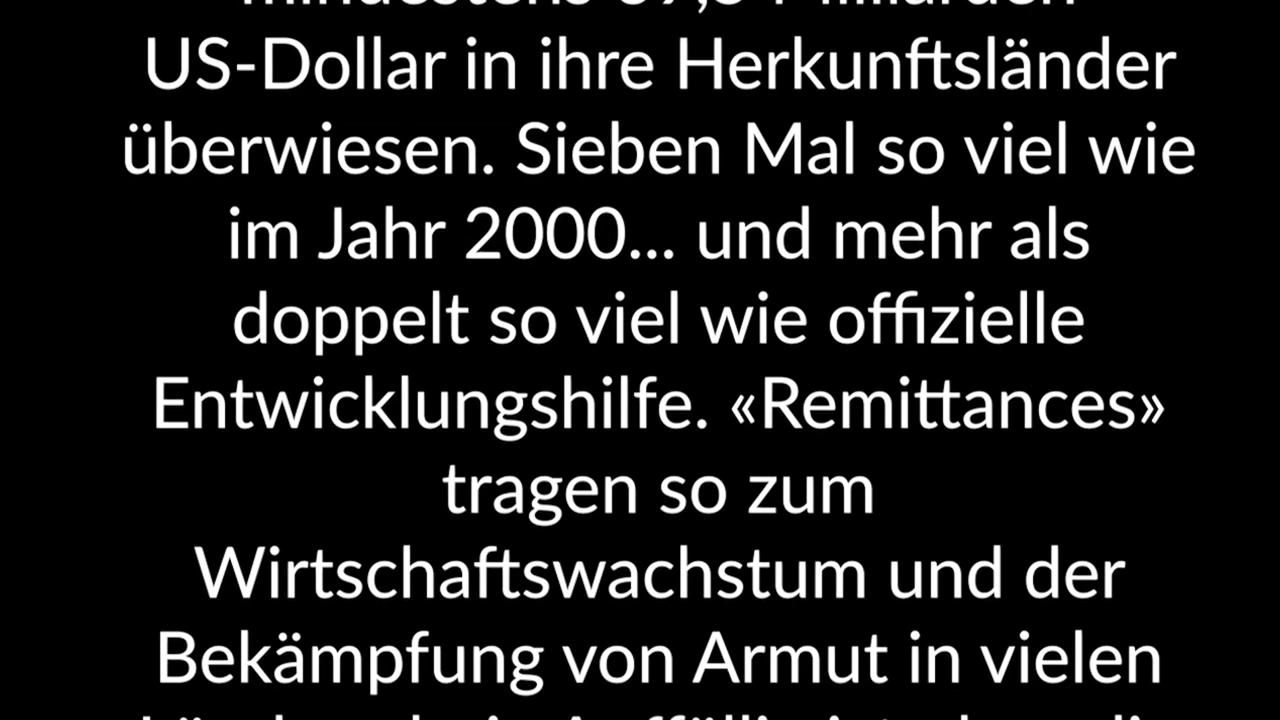 US-Dollar in ihre Herkunftsländer
überwiesen. Sieben Mal so viel wie
im Jahr 2000... und mehr als
doppelt so viel wie offizielle
Entwicklungshilfe. «Remittances»
tragen so zum
Wirtschaftswachstum und der
Bekämpfung von Armut in vielen